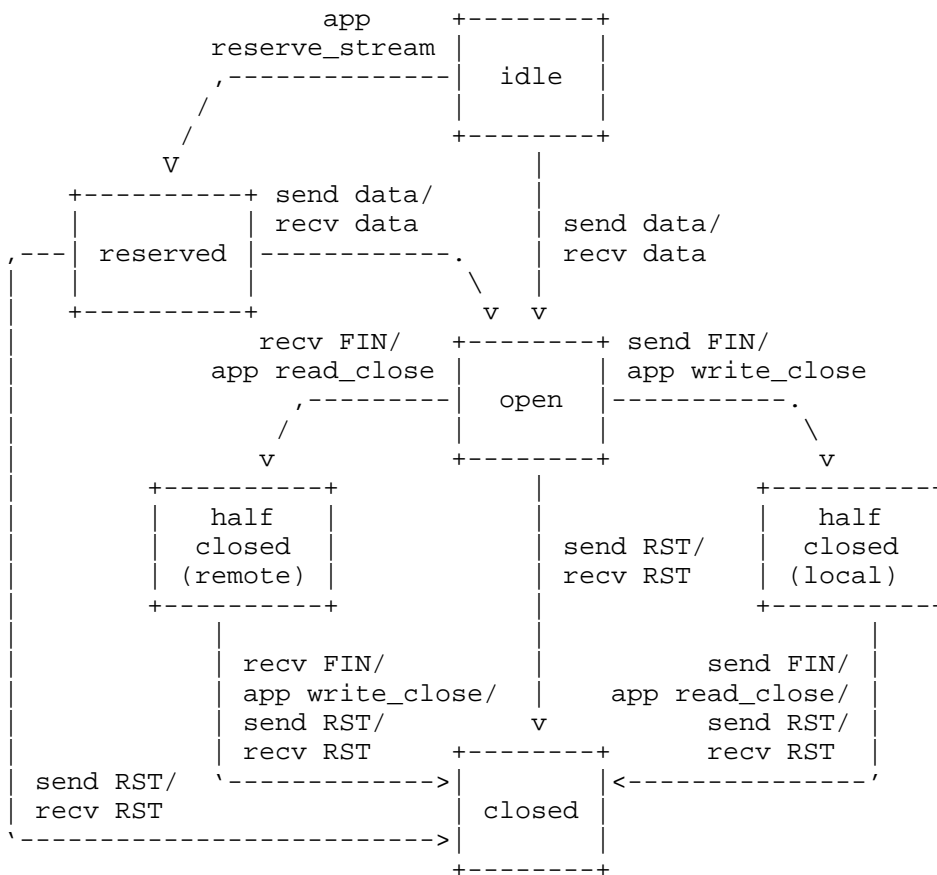 app
reserve_stream
idle
send data/
recv data
send data/
recv data
reserved
recv FIN/
app read_close
send FIN/
app write_close
open
half
closed
(remote)
send RST/
recv RST
half
closed
(local)
recv FIN/
app write_close/
send RST/
recv RST
send FIN/
app read_close/
send RST/
recv RST
send RST/
recv RST
closed